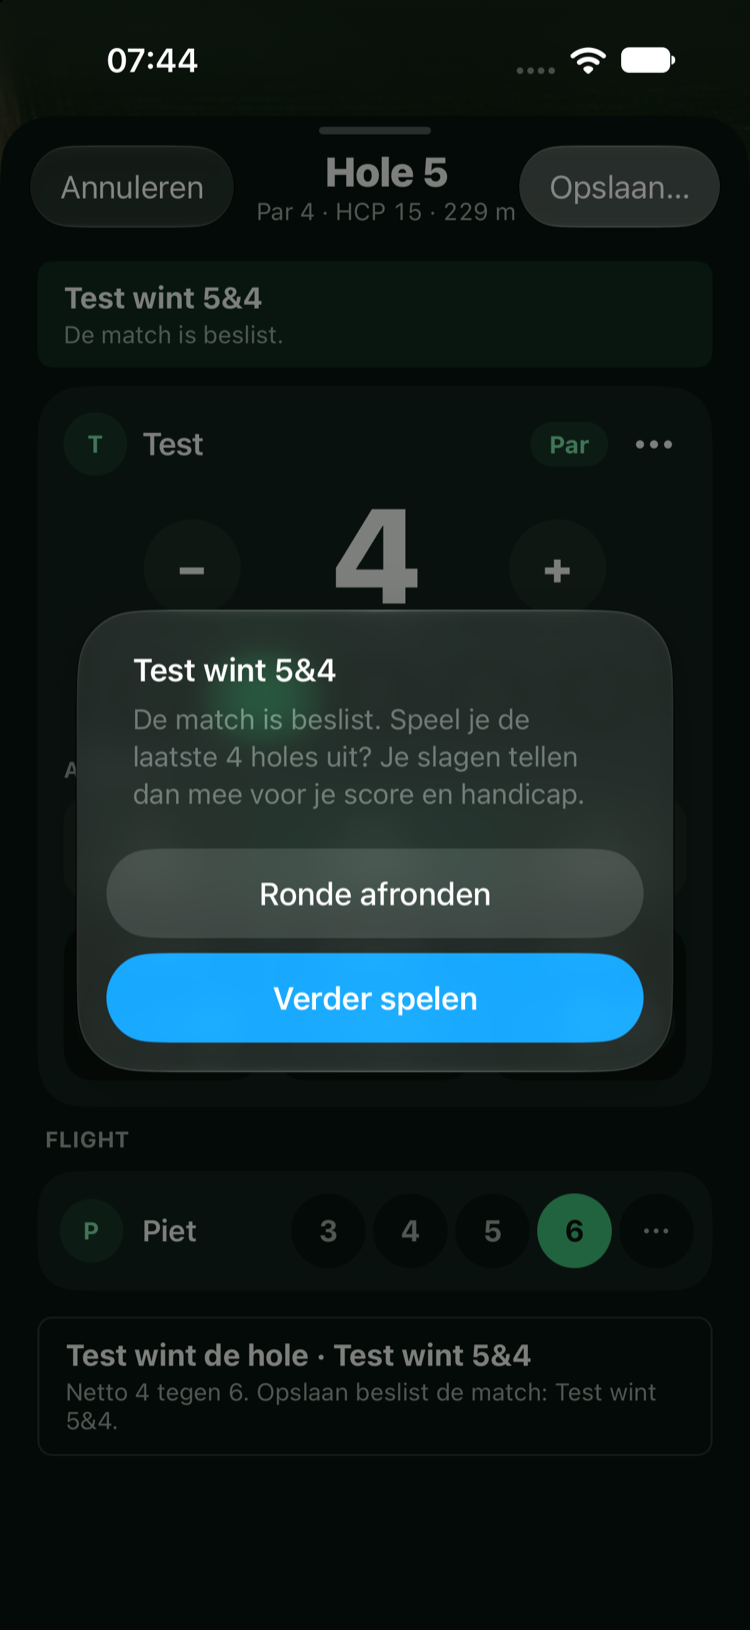 07:44
Annuleren
Hole 5
Opslaan...
Par 4 · HCP 15 · 229 m
Test wint 5&4
De match is beslist.
T
Test
Par
−
4
+
Test wint 5&4
De match is beslist. Speel je de
laatste 4 holes uit? Je slagen tellen
dan mee voor je score en handicap.
A
Ronde afronden
Verder spelen
FLIGHT
P
Piet
3
4
5
6
Test wint de hole · Test wint 5&4
Netto 4 tegen 6. Opslaan beslist de match: Test wint
5&4.